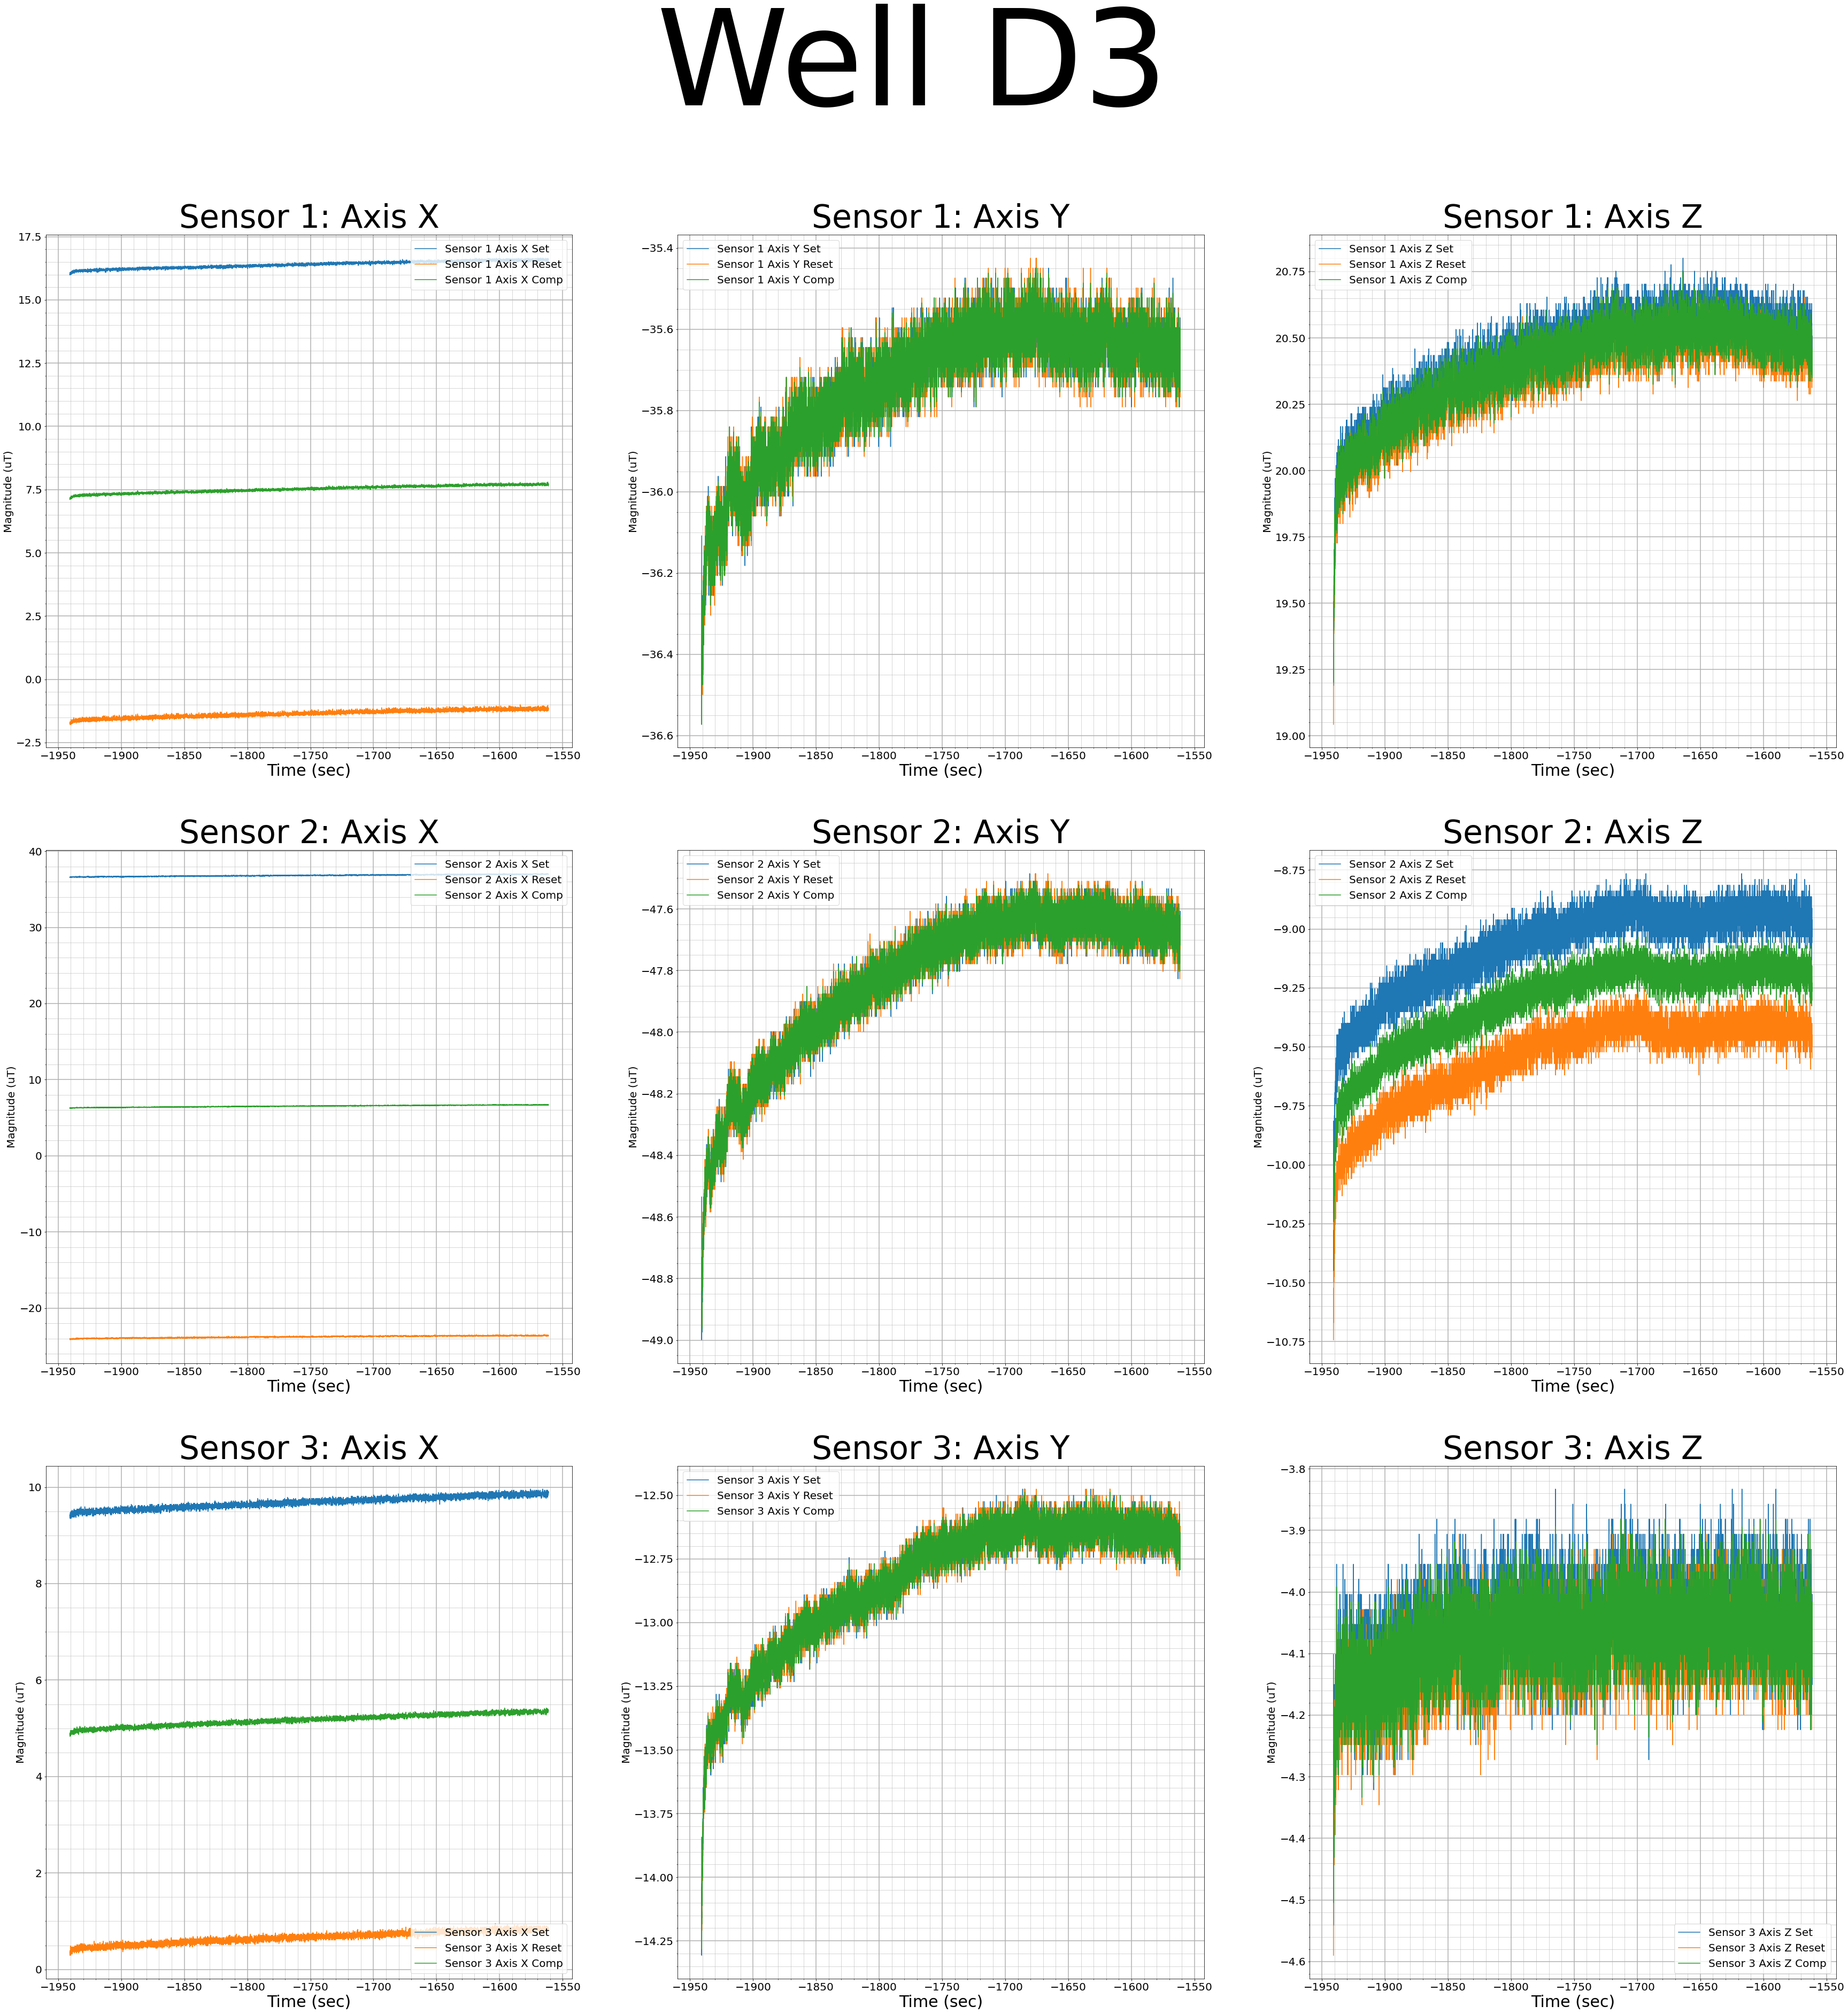 Well D3
Sensor 1: Axis X
Sensor 1 Axis X Set
Sensor 1 Axis X Reset
Sensor 1 Axis X Comp
Magnitude (uT)
17.5
15.0
12.5
10.0
7.5
5.0
2.5
0.0
−2.5
−1950 −1900 −1850 −1800 −1750 −1700 −1650 −1600 −1550
Time (sec)
Sensor 1: Axis Y
Sensor 1 Axis Y Set
Sensor 1 Axis Y Reset
Sensor 1 Axis Y Comp
Magnitude (uT)
−35.4
−35.6
−35.8
−36.0
−36.2
−36.4
−36.6
−1950 −1900 −1850 −1800 −1750 −1700 −1650 −1600 −1550
Time (sec)
Sensor 1: Axis Z
Sensor 1 Axis Z Set
Sensor 1 Axis Z Reset
Sensor 1 Axis Z Comp
Magnitude (uT)
20.75
20.50
20.25
20.00
19.75
19.50
19.25
19.00
−1950 −1900 −1850 −1800 −1750 −1700 −1650 −1600 −1550
Time (sec)
Sensor 2: Axis X
Sensor 2 Axis X Set
Sensor 2 Axis X Reset
Sensor 2 Axis X Comp
Magnitude (uT)
40
30
20
10
0
−10
−20
−1950 −1900 −1850 −1800 −1750 −1700 −1650 −1600 −1550
Time (sec)
Sensor 2: Axis Y
Sensor 2 Axis Y Set
Sensor 2 Axis Y Reset
Sensor 2 Axis Y Comp
Magnitude (uT)
−47.6
−47.8
−48.0
−48.2
−48.4
−48.6
−48.8
−49.0
−1950 −1900 −1850 −1800 −1750 −1700 −1650 −1600 −1550
Time (sec)
Sensor 2: Axis Z
Sensor 2 Axis Z Set
Sensor 2 Axis Z Reset
Sensor 2 Axis Z Comp
Magnitude (uT)
−8.75
−9.00
−9.25
−9.50
−9.75
−10.00
−10.25
−10.50
−10.75
−1950 −1900 −1850 −1800 −1750 −1700 −1650 −1600 −1550
Time (sec)
Sensor 3: Axis X
Magnitude (uT)
10
8
6
4
2
0
Sensor 3 Axis X Set
Sensor 3 Axis X Reset
Sensor 3 Axis X Comp
−1950 −1900 −1850 −1800 −1750 −1700 −1650 −1600 −1550
Time (sec)
Sensor 3: Axis Y
Sensor 3 Axis Y Set
Sensor 3 Axis Y Reset
Sensor 3 Axis Y Comp
Magnitude (uT)
−12.50
−12.75
−13.00
−13.25
−13.50
−13.75
−14.00
−14.25
−1950 −1900 −1850 −1800 −1750 −1700 −1650 −1600 −1550
Time (sec)
Sensor 3: Axis Z
Magnitude (uT)
−3.8
−3.9
−4.0
−4.1
−4.2
−4.3
−4.4
−4.5
−4.6
Sensor 3 Axis Z Set
Sensor 3 Axis Z Reset
Sensor 3 Axis Z Comp
−1950 −1900 −1850 −1800 −1750 −1700 −1650 −1600 −1550
Time (sec)